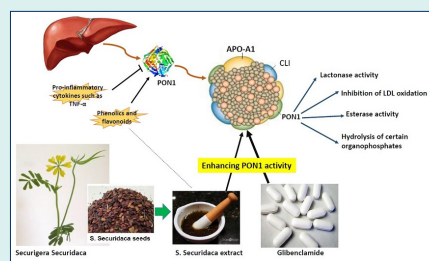 APO-A1
CLI
PON1
Pro-inflammatory
cytokines such as
TNF-α
Phenolics and
flavonoids
PON1
Lactonase activity
Inhibition of LDL oxidation
Esterase activity
Hydrolysis of certain
organophosphates
Enhancing PON1 activity
Securigera Securidaca
S. Securidaca seeds
S. Securidaca extract
Glibenclamide